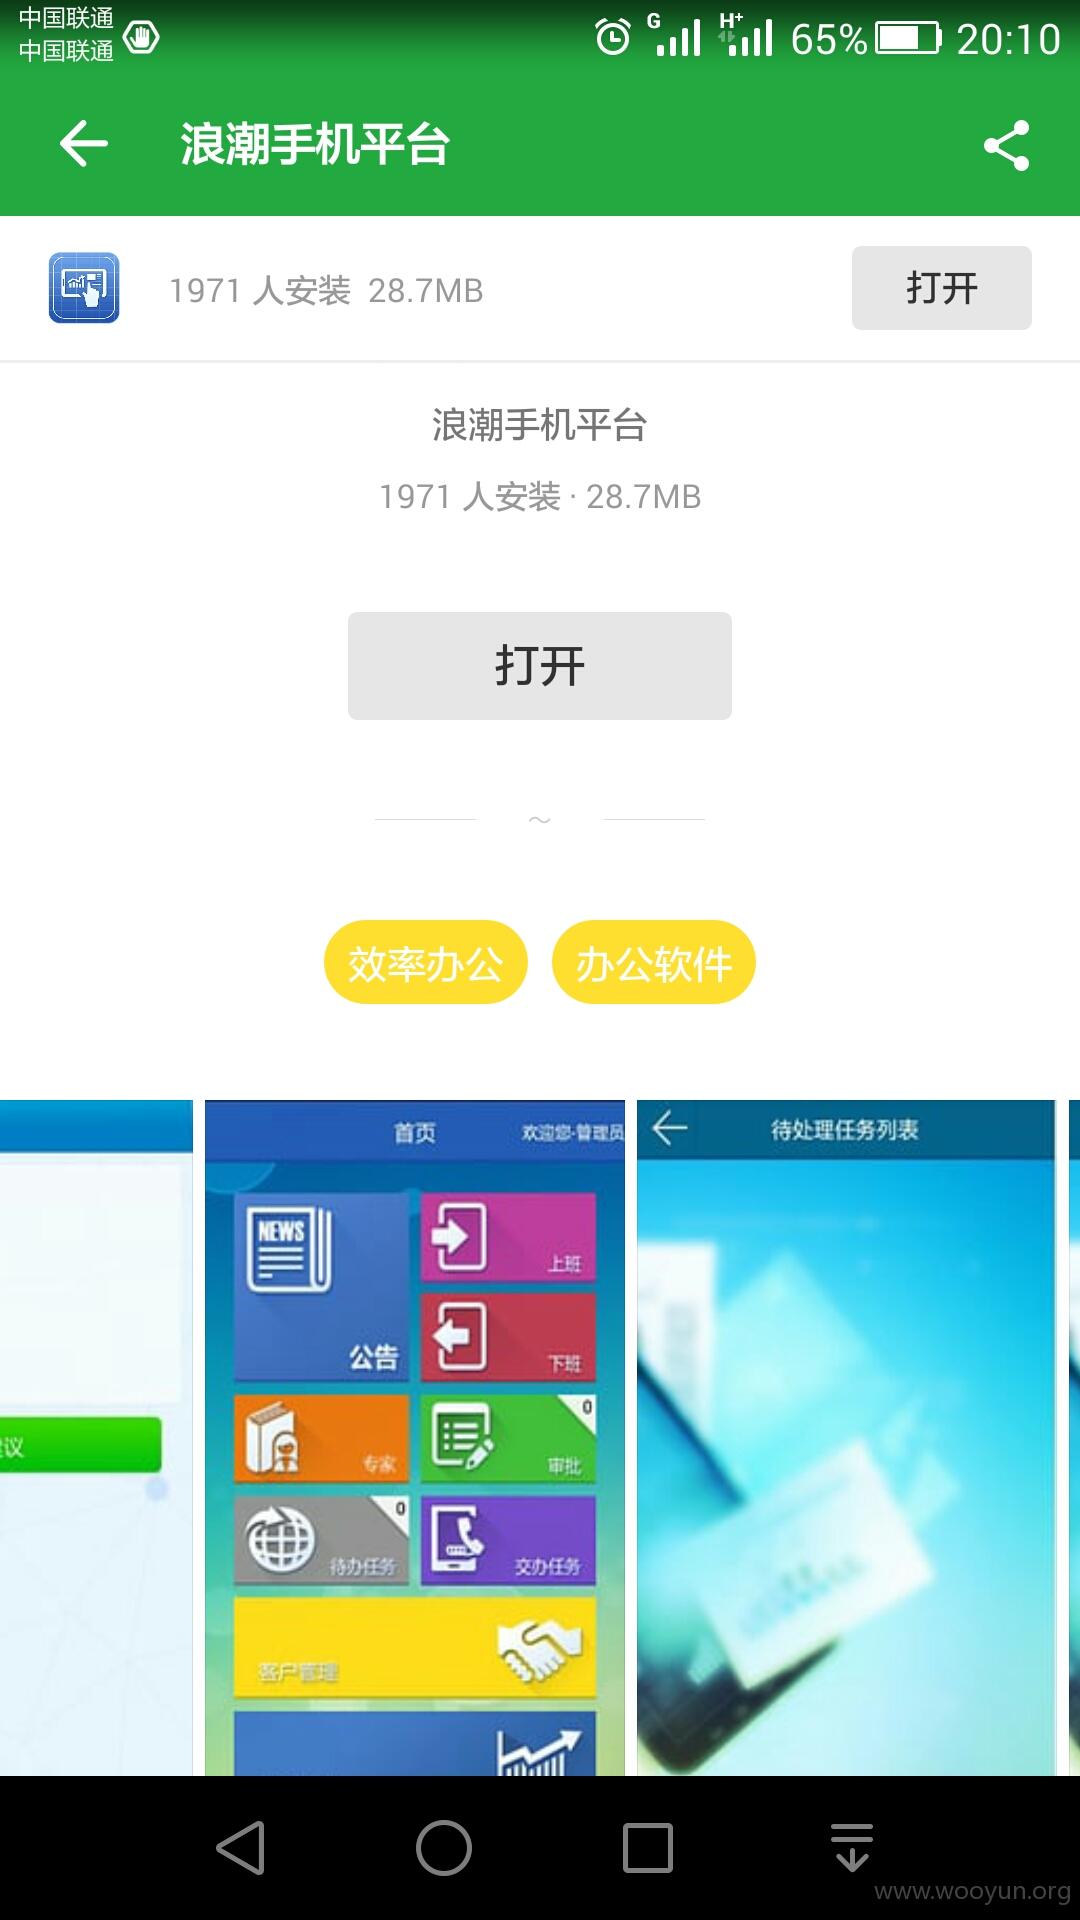 中国联通
中国联通
G
H+
65%
20:10
浪潮手机平台
1971 人安装 28.7MB
打开
浪潮手机平台
1971 人安装 · 28.7MB
打开
~
效率办公
办公软件
议
首页
欢迎您-管理员
NEWS
公告
上班
下班
专家
0
审批
0
待办任务
交办任务
客户管理
待处理任务列表
www.wooyun.org